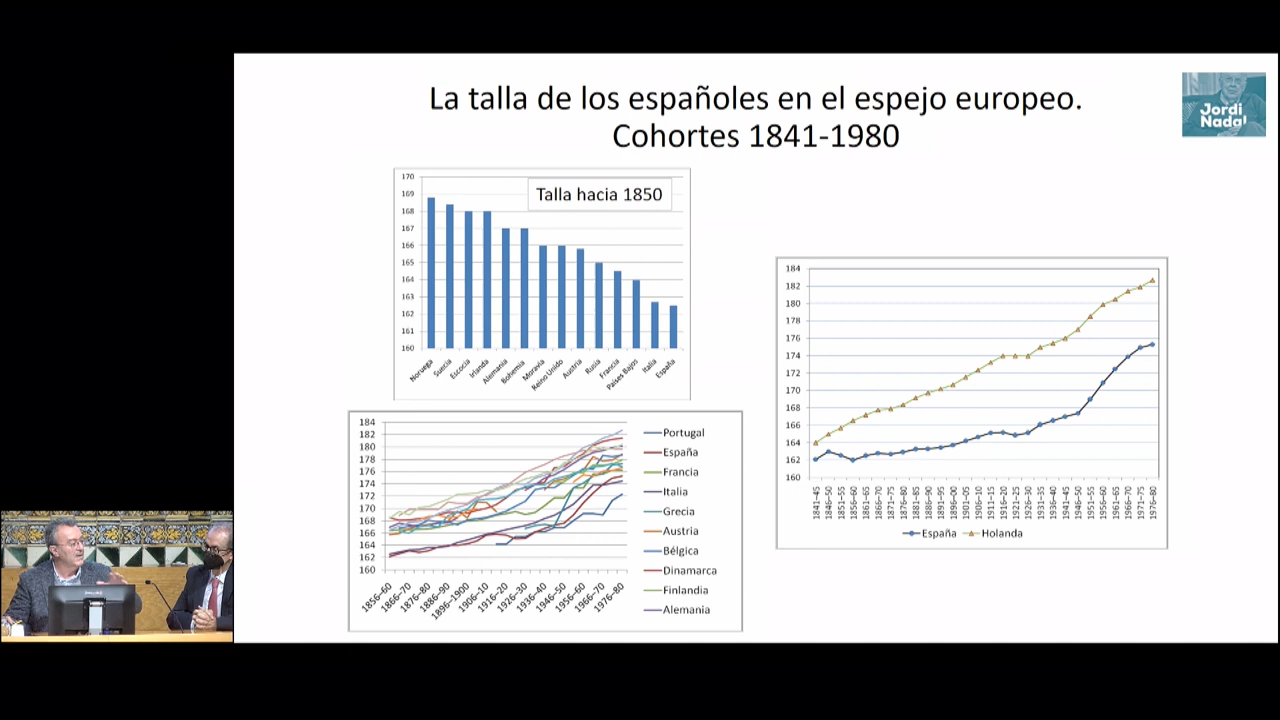 La talla de los españoles en el espejo europeo.
Cohortes 1841-1980
Jordi
Nadal
Talla hacia 1850
170
169
168
167
166
165
164
163
162
161
160
Noruega
Suecia
Escocia
Irlanda
Alemania
Bohemia
Moravia
Reino Unido
Austria
Rusia
Francia
Países Bajos
Italia
España
184
182
180
178
176
174
172
170
168
166
164
162
160
1856-60
1866-70
1876-80
1886-90
1896-1900
1906-10
1916-20
1926-30
1936-40
1946-50
1956-60
1966-70
1976-80
Portugal
España
Francia
Italia
Grecia
Austria
Bélgica
Dinamarca
Finlandia
Alemania
184
182
180
178
176
174
172
170
168
166
164
162
160
1841-45
1846-50
1851-55
1856-60
1861-65
1866-70
1871-75
1876-80
1881-85
1886-90
1891-95
1896-00
1901-05
1906-10
1911-15
1916-20
1921-25
1926-30
1931-35
1936-40
1941-45
1946-50
1951-55
1956-60
1961-65
1966-70
1971-75
1976-80
España Holanda